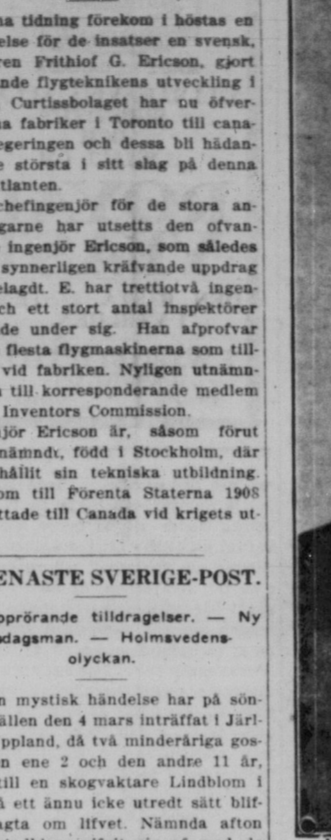 na tidning förekom i höstas en
else för de insatser en svensk,
ren Frithiof G. Ericson, gjort
nde flygteknikens utveckling i
Curtissbolaget har nu öfver-
na fabriker i Toronto till cana-
egeringen och dessa bli hädan-
e största i sitt slag på denna
tlanten.
chefingenjör för de stora an-
garne har utsetts den ofvan-
ingenjör Ericson, som således
synnerligen kräfvande uppdrag
elagdt. E. har trettiotvå ingen-
ch ett stort antal inspektörer
de under sig. Han afprofvar
flesta flygmaskinerna som till-
vid fabriken. Nyligen utnämn-
till korresponderande medlem
Inventors Commission.
jör Ericson är, såsom förut
nämndt, född i Stockholm, där
hållit sin tekniska utbildning.
om till Förenta Staterna 1908
ttade till Canada vid krigets ut-
ENASTE SVERIGE-POST.
pprörande tilldragelser. — Ny
dagsman. — Holmsvedens-
olyckan.
n mystisk händelse har på sön-
ällen den 4 mars inträffat i Järl-
ppland, då två minderåriga gos-
n ene 2 och den andre 11 år,
till en skogvaktare Lindblom i
å ett ännu icke utredt sätt blif-
agta om lifvet. Nämnda afton